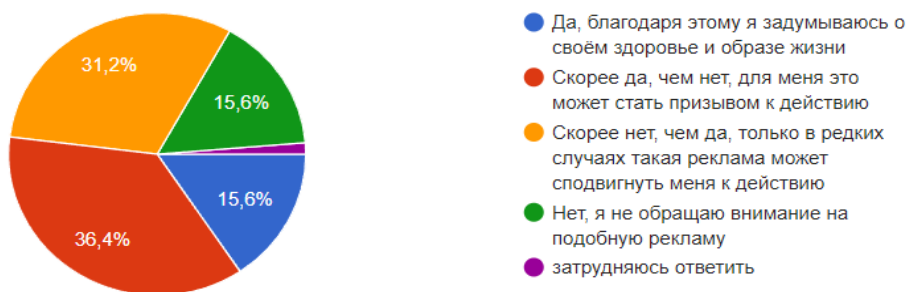 31,2%
15,6%
15,6%
36,4%
Да, благодаря этому я задумываюсь о
своём здоровье и образе жизни
Скорее да, чем нет, для меня это
может стать призывом к действию
Скорее нет, чем да, только в редких
случаях такая реклама может
сподвигнуть меня к действию
Нет, я не обращаю внимание на
подобную рекламу
затрудняюсь ответить